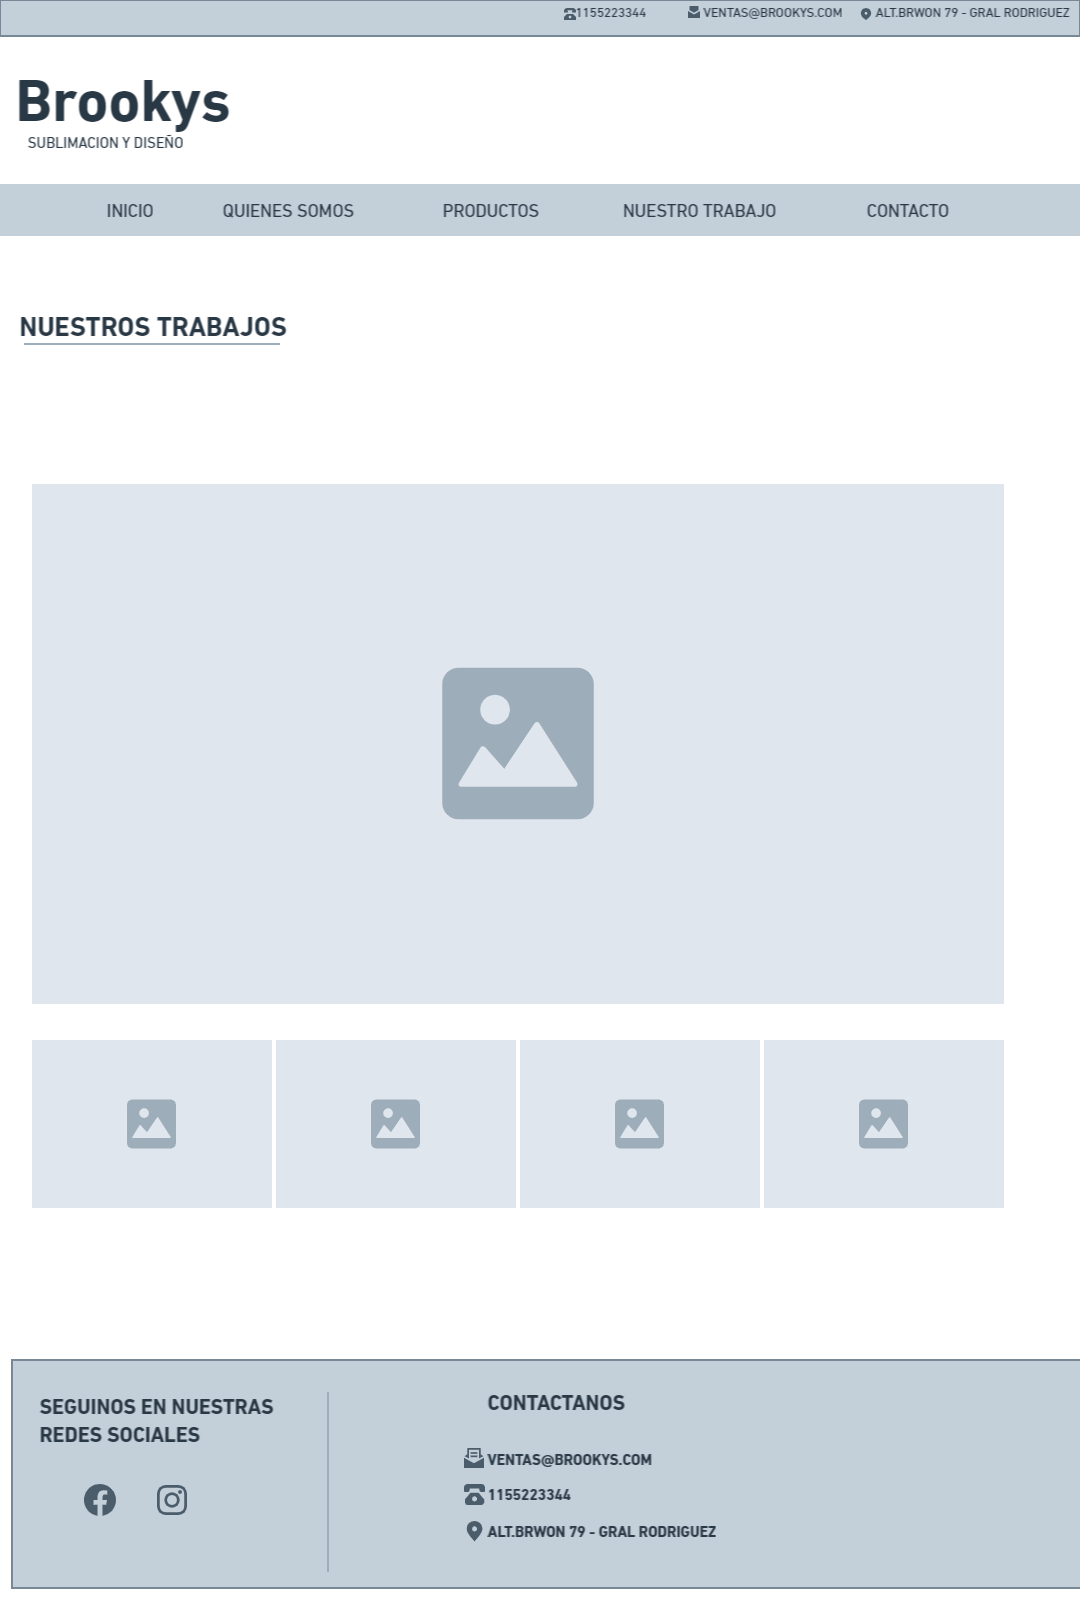 1155223344 VENTAS@BROOKYS.COM ALT.BRWON 79 - GRAL RODRIGUEZ
Brookys
SUBLIMACION Y DISEÑO
INICIO QUIENES SOMOS PRODUCTOS NUESTRO TRABAJO CONTACTO
NUESTROS TRABAJOS
SEGUINOS EN NUESTRAS
REDES SOCIALES
CONTACTANOS
VENTAS@BROOKYS.COM
1155223344
ALT.BRWON 79 - GRAL RODRIGUEZ